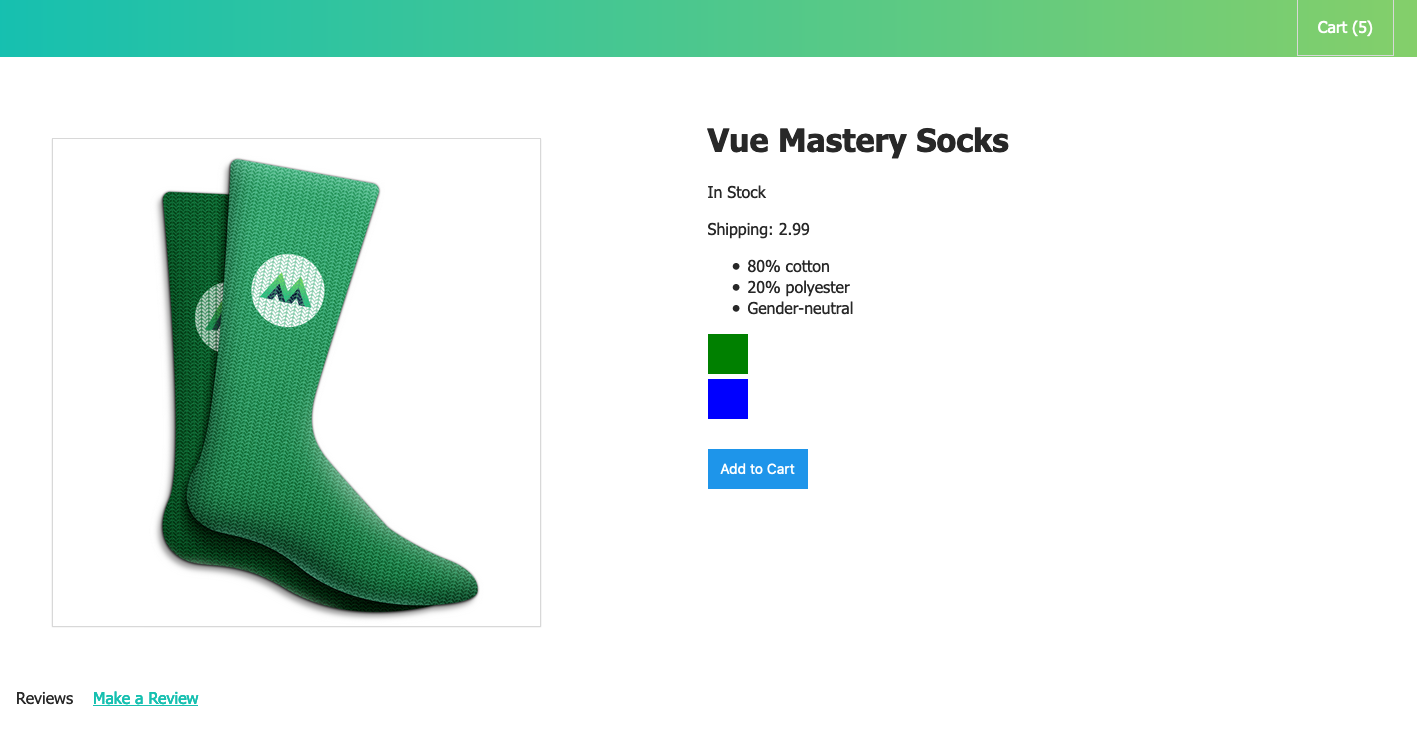 Cart (5)
Vue Mastery Socks
In Stock
Shipping: 2.99
• 80% cotton
• 20% polyester
• Gender-neutral
Add to Cart
Reviews Make a Review